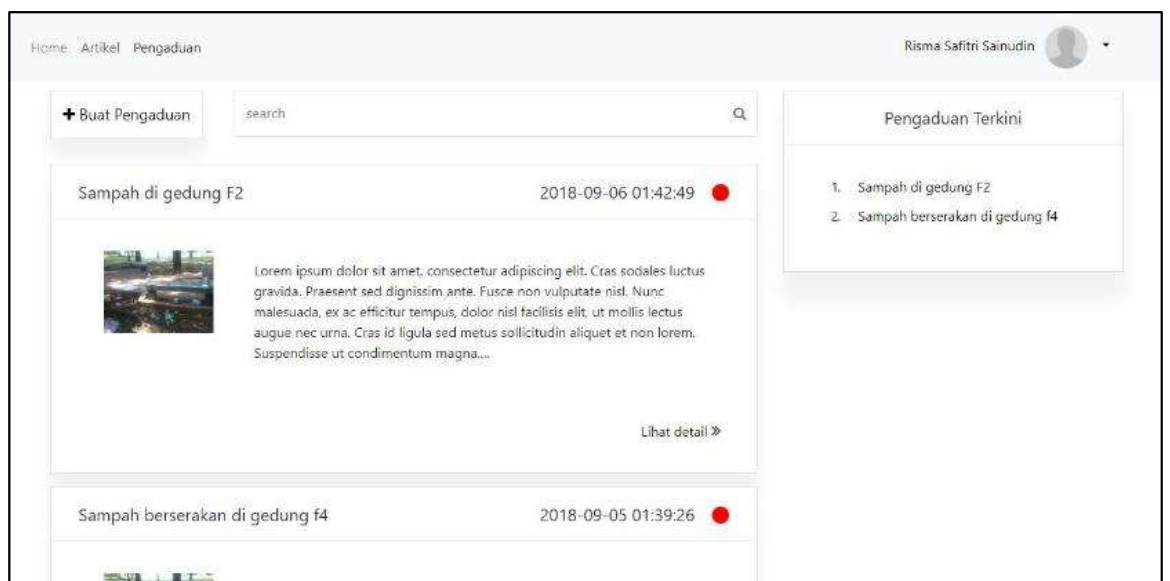 Home Artikel Pengaduan
Risma Safitri Sainudin
Buat Pengaduan
search
Pengaduan Terkini
Sampah di gedung F2 2018-09-06 01:42:49
1. Sampah di gedung F2
2. Sampah berserakan di gedung f4
Lorem ipsum dolor sit amet, consectetur adipiscing elit. Cras sodales luctus
gravida. Praesent sed dignissim ante. Fusce non vulputate nisl. Nunc
malesuada, ex ac efficitur tempus, dolor nisl facilisis elit, ut mollis lectus
augue nec urna. Cras id ligula sed metus sollicitudin aliquet et non lorem.
Suspendisse ut condimentum magna....
Lihat detail »
Sampah berserakan di gedung f4 2018-09-05 01:39:26